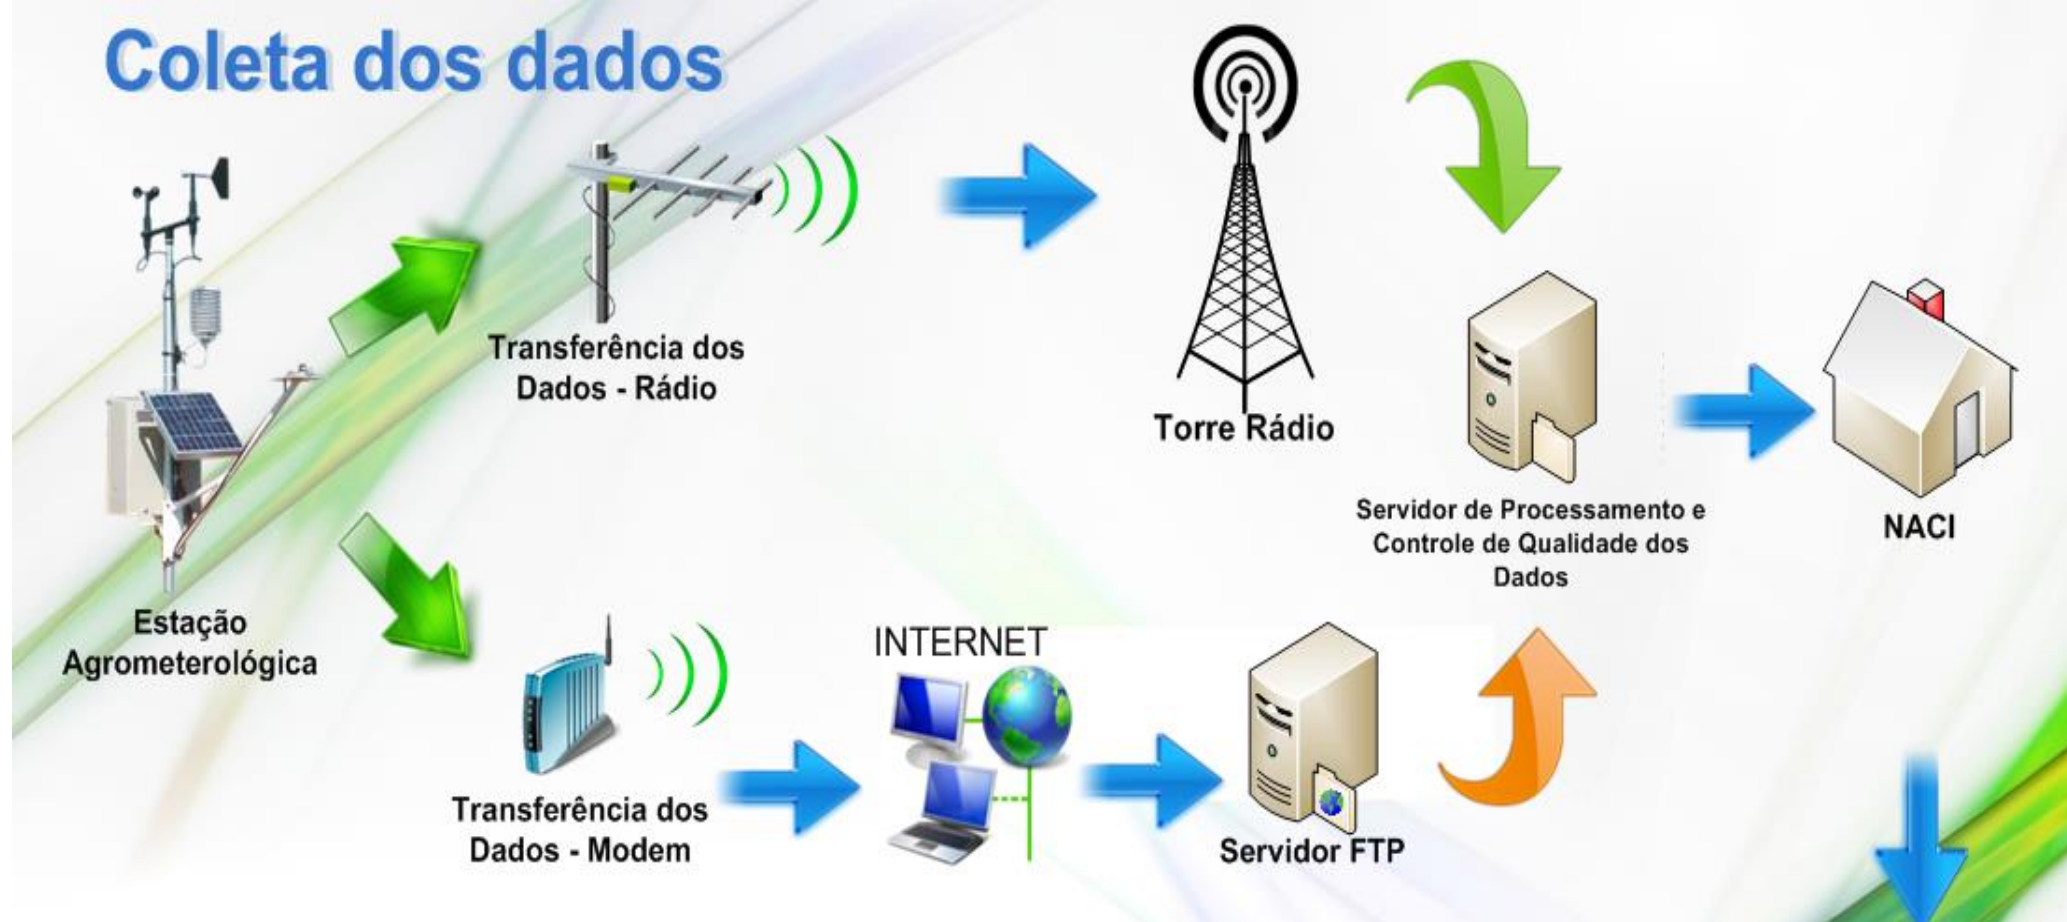 Coleta dos dados
Transferência dos
Dados - Rádio
Torre Rádio
Servidor de Processamento e
Controle de Qualidade dos
Dados
NACI
Estação
Agrometerológica
Transferência dos
Dados - Modem
INTERNET
Servidor FTP